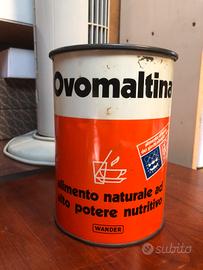 Ovomaltina
alimento naturale ad
alto potere nutritivo
WANDER
subito